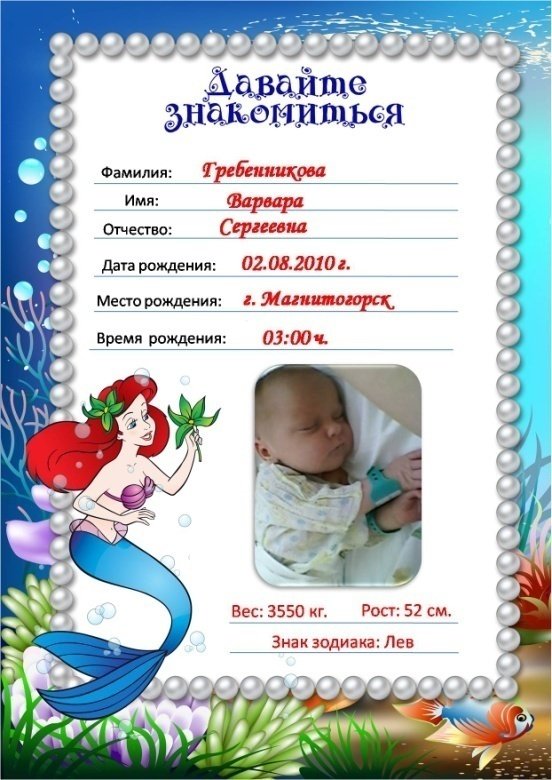 Давайте
знакомиться
Фамилия: Гребенникова
Имя: Варвара
Отчество: Сергеевна
Дата рождения: 02.08.2010 г.
Место рождения: г. Магнитогорск
Время рождения: 03:00 ч.
Вес: 3550 кг. Рост: 52 см.
Знак зодиака: Лев